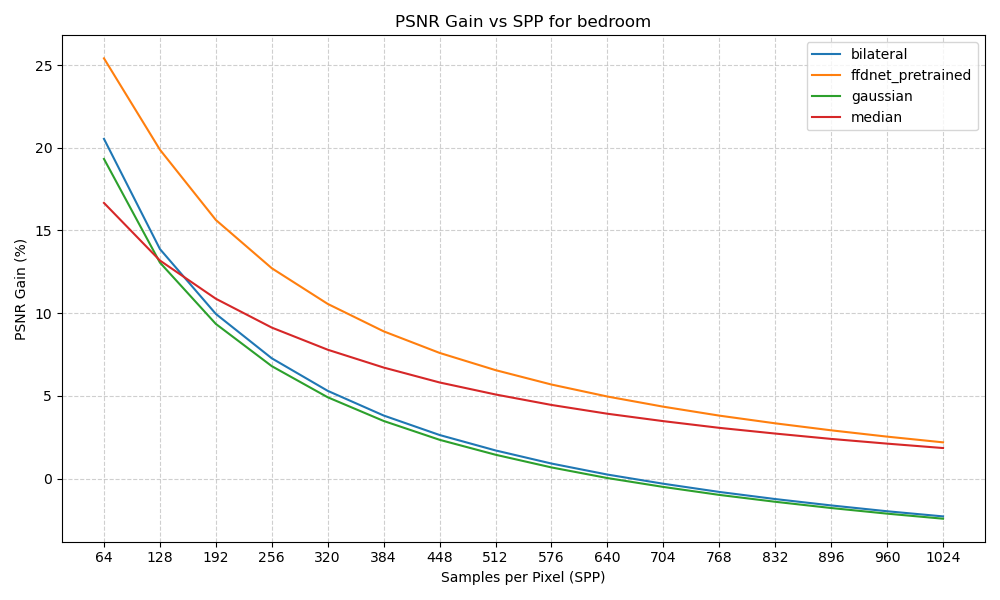 PSNR Gain vs SPP for bedroom
bilateral
ffdnet_pretrained
gaussian
median
PSNR Gain (%)
25
20
15
10
5
0
64 128 192 256 320 384 448 512 576 640 704 768 832 896 960 1024
Samples per Pixel (SPP)